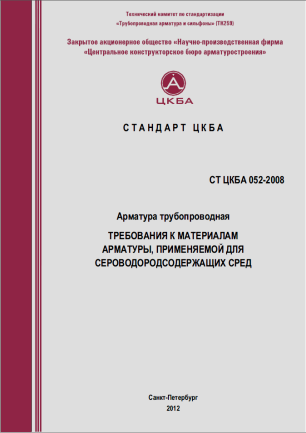 Технический комитет по стандартизации
«Трубопроводная арматура и сильфоны» (ТК259)
Закрытое акционерное общество «Научно-производственная фирма
«Центральное конструкторское бюро арматуростроения»
ЦКБА
СТАНДАРТ ЦКБА
СТ ЦКБА 052-2008
Арматура трубопроводная
ТРЕБОВАНИЯ К МАТЕРИАЛАМ
АРМАТУРЫ, ПРИМЕНЯЕМОЙ ДЛЯ
СЕРОВОДОРОДСОДЕРЖАЩИХ СРЕД
Санкт-Петербург
2012